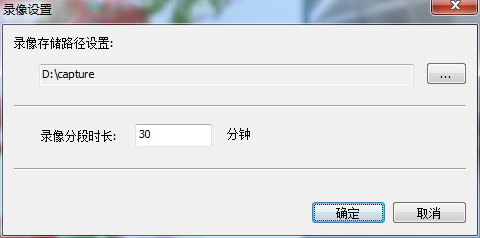 录像设置
录像存储路径设置:
D:\capture
...
录像分段时长: 30 分钟
确定 取消